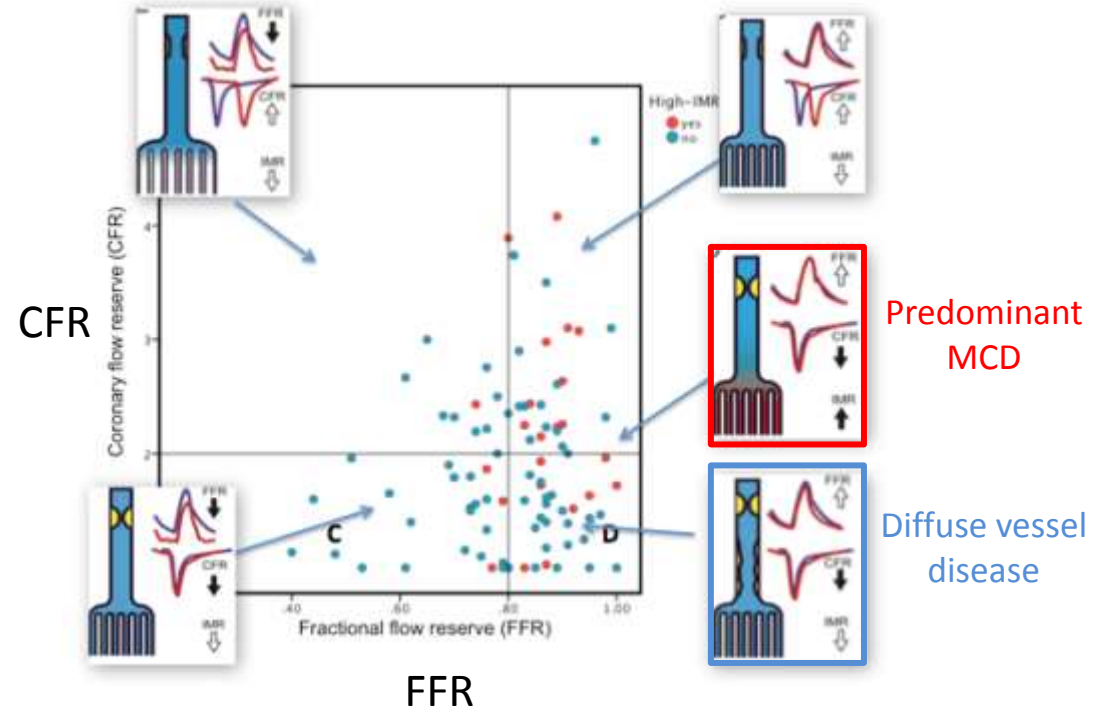 FFR
CFR
IMR
FFR
CFR
IMR
High-IMR
yes
no
4
3
2
Coronary flow reserve (CFR)
CFR
FFR
CFR
IMR
Predominant
MCD
FFR
CFR
IMR
C
D
FFR
CFR
IMR
Diffuse vessel
disease
.40
.60
.80
1.00
Fractional flow reserve (FFR)
FFR